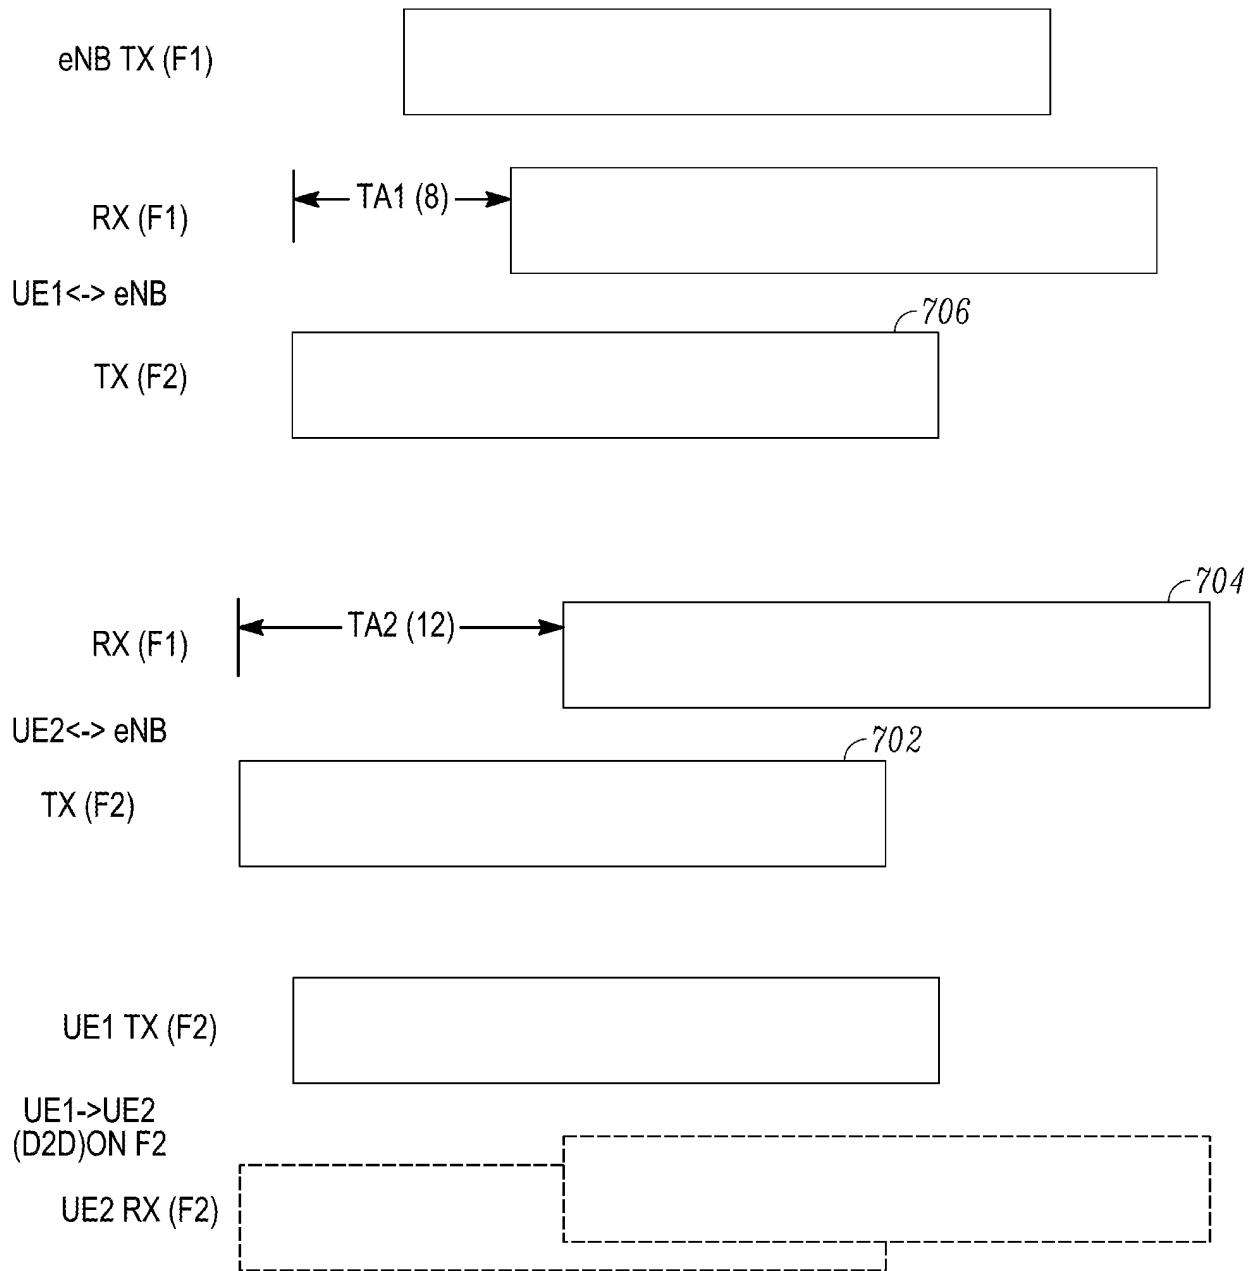 eNB TX (F1)
RX (F1)
TA1 (8)
UE1<-> eNB
706
TX (F2)
704
RX (F1)
TA2 (12)
UE2<-> eNB
702
TX (F2)
UE1 TX (F2)
UE1->UE2
(D2D)ON F2
UE2 RX (F2)